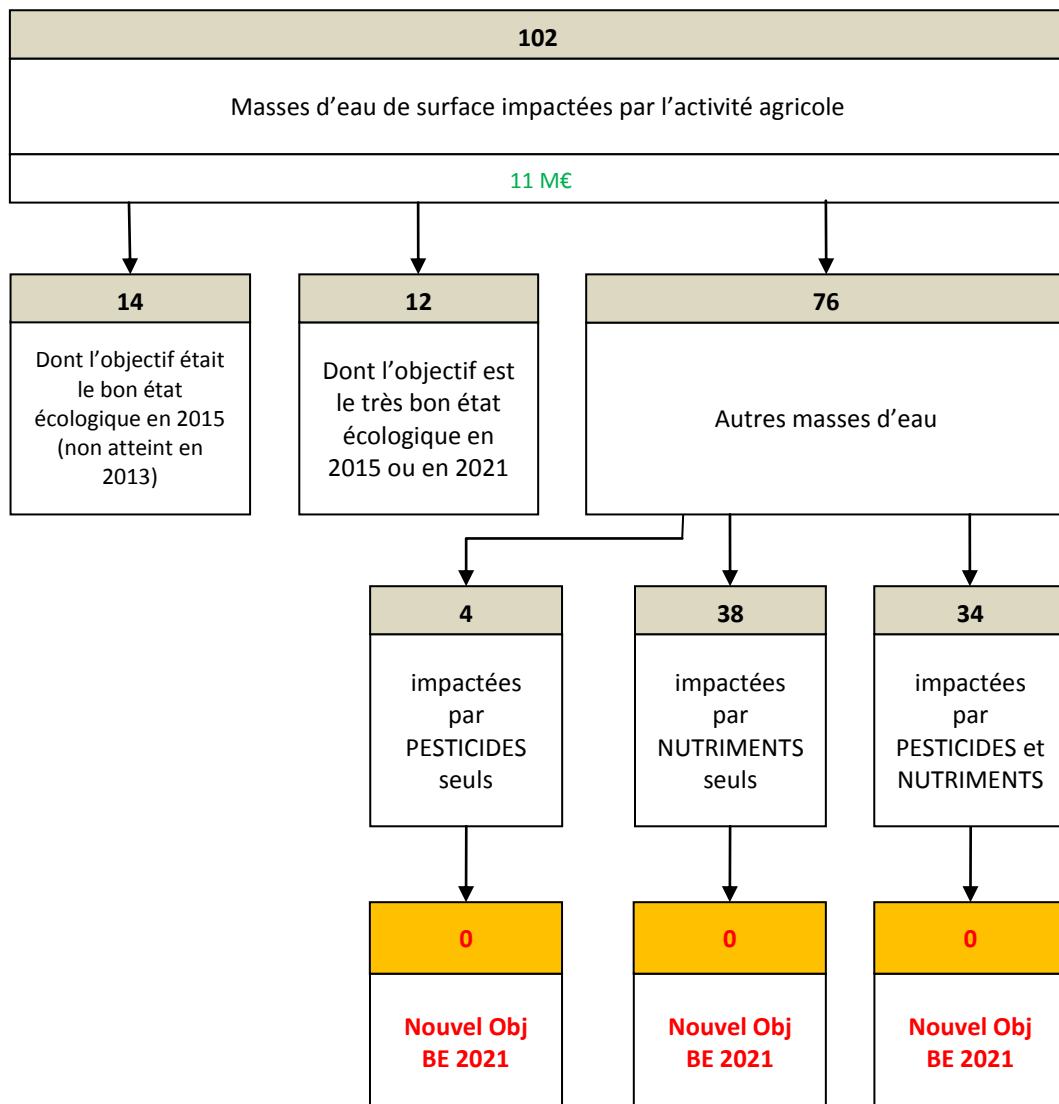 102
Masses d’eau de surface impactées par l’activité agricole
11 M€
14
Dont l’objectif était
le bon état
écologique en 2015
(non atteint en
2013)
12
Dont l’objectif est
le très bon état
écologique en
2015 ou en 2021
76
Autres masses d’eau
4
impactées
par
PESTICIDES
seuls
38
impactées
par
NUTRIMENTS
seuls
34
impactées
par
PESTICIDES et
NUTRIMENTS
0
Nouvel Obj
BE 2021
0
Nouvel Obj
BE 2021
0
Nouvel Obj
BE 2021